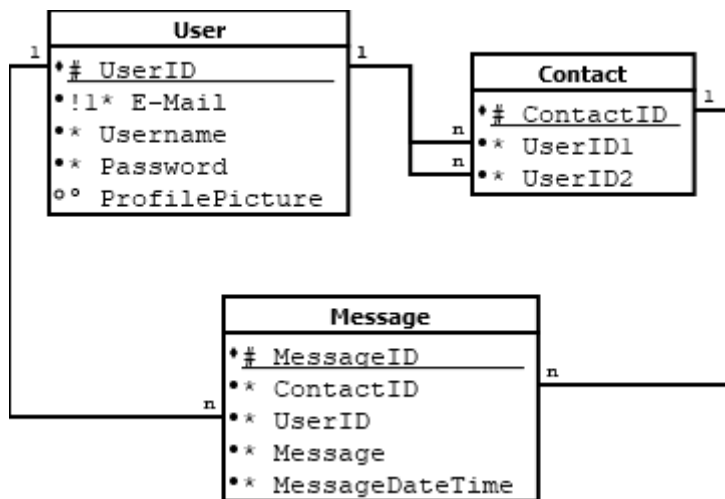 User
1
1
# UserID
!1* E-Mail
* Username
* Password
° ProfilePicture
Contact
1
# ContactID
n
* UserID1
n
* UserID2
Message
# MessageID
n
* ContactID
n
* UserID
* Message
* MessageDateTime